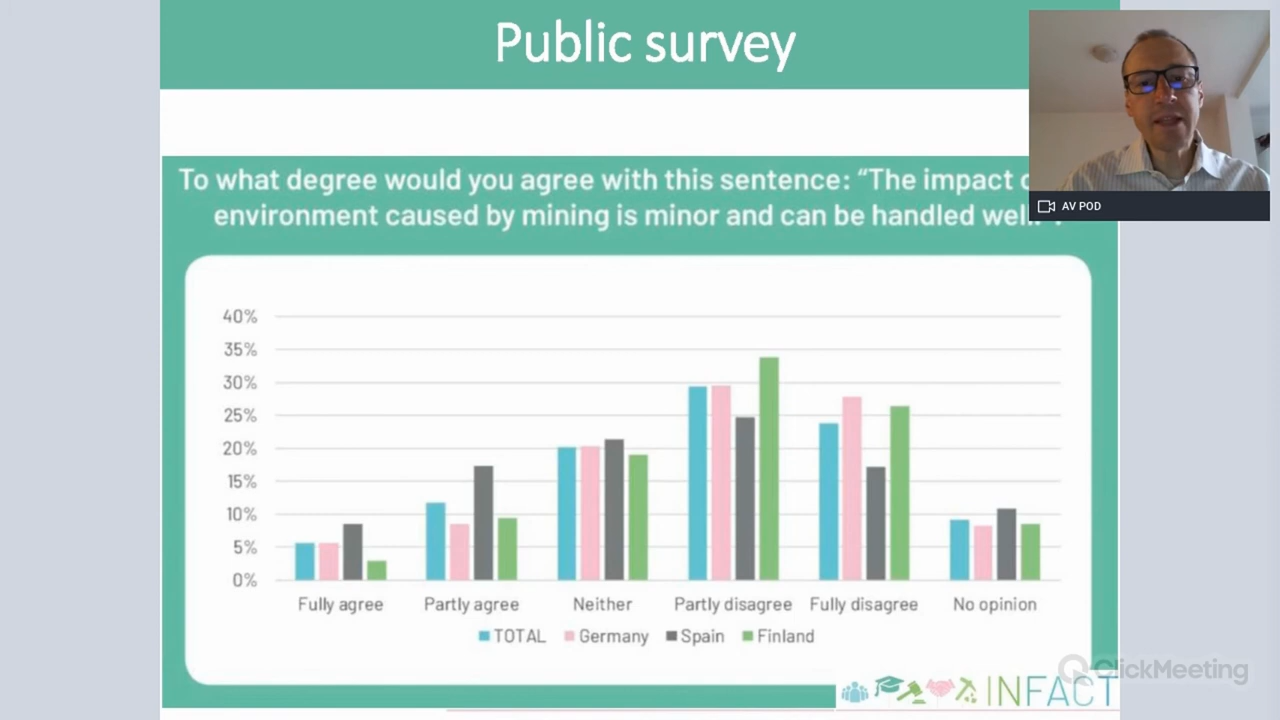 Public survey
To what degree would you agree with this sentence: “The impact
environment caused by mining is minor and can be handled well
AV POD
40%
35%
30%
25%
20%
15%
10%
5%
0%
Fully agree Partly agree Neither Partly disagree Fully disagree No opinion
TOTAL Germany Spain Finland
ClickMeeting
INFACT